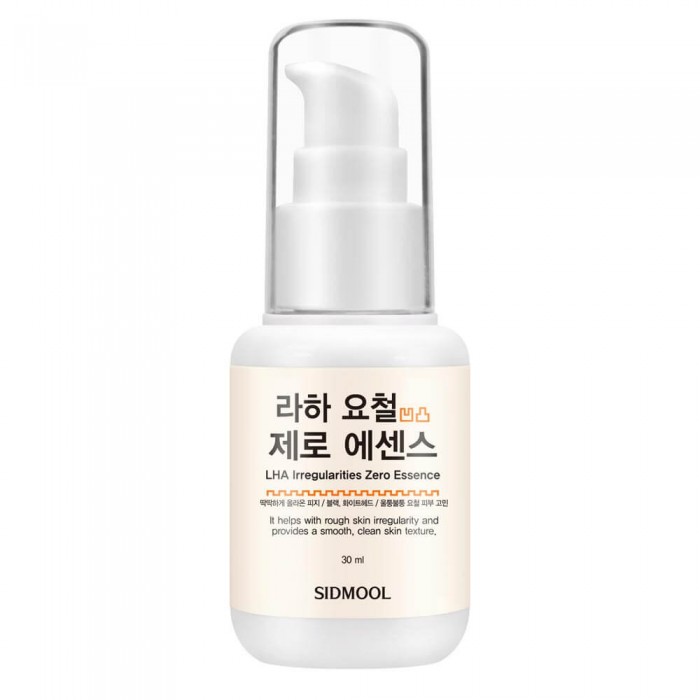 라하 요철凹凸
제로 에센스
LHA Irregularities Zero Essence
딱딱하게 올라온 피지 / 블랙, 화이트헤드 / 울퉁불퉁 요철 피부 고민
It helps with rough skin irregularity and
provides a smooth, clean skin texture.
30 ml
SIDMOOL